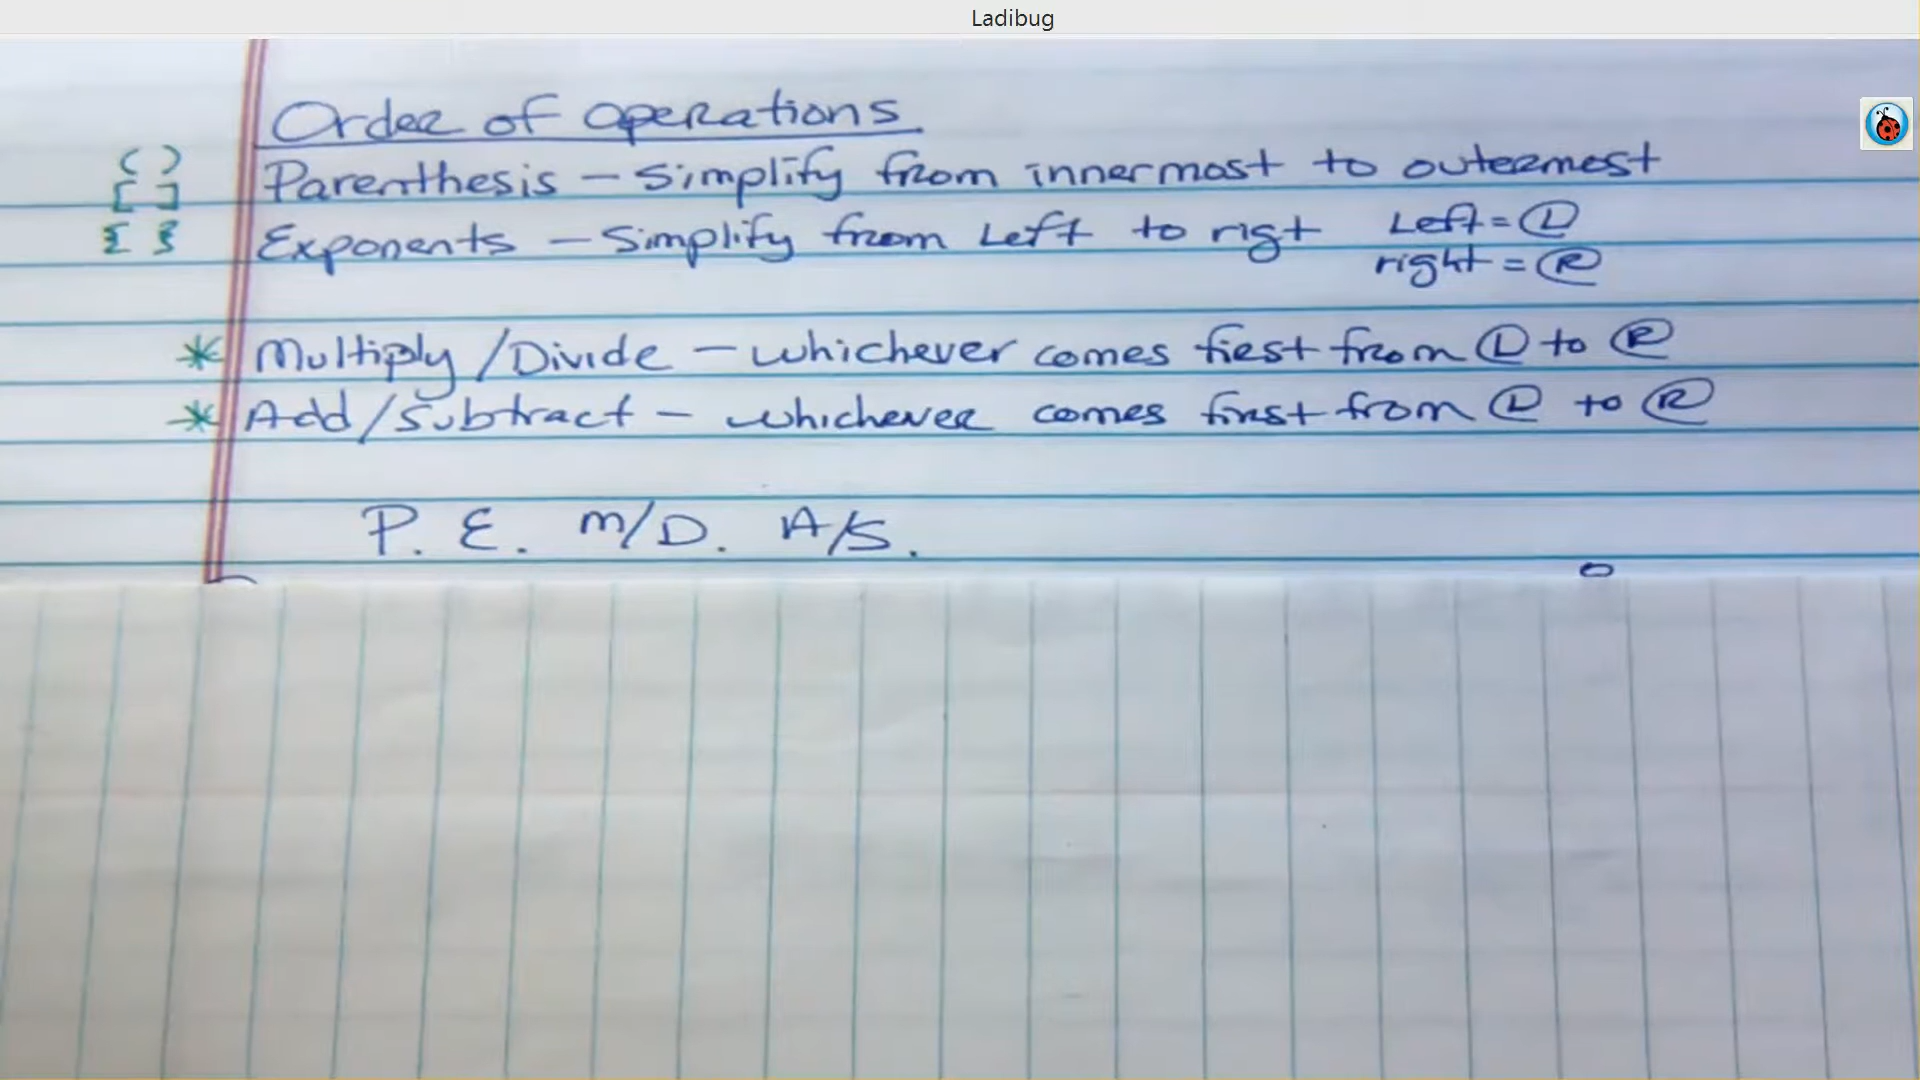 Ladibug
Order of operations
( ) Parenthesis – Simplify from innermost to outermost
[ ]
{ } Exponents – Simplify from Left to rigt Left = Ⓛ
right = Ⓡ
* Multiply / Divide – whichever comes first from Ⓛ to Ⓡ
* Add / Subtract – whichever comes first from Ⓛ to Ⓡ
P. E. M/D. A/S.